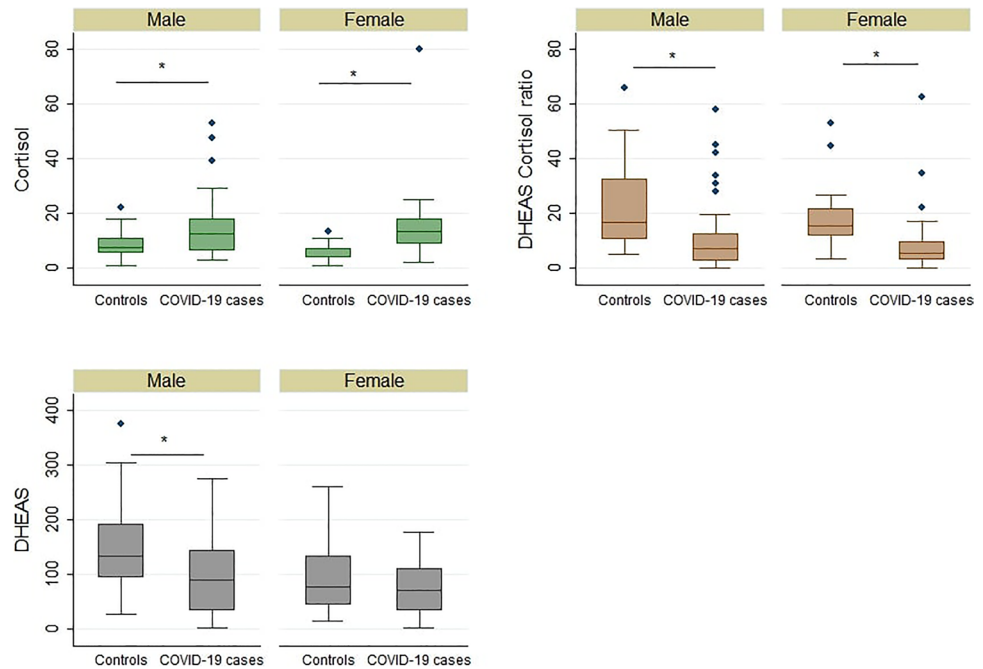 Male Female
80
60
40
20
0
Cortisol
*
*
Controls COVID-19 cases Controls COVID-19 cases
Male Female
80
60
40
20
0
DHEAS Cortisol ratio
*
*
Controls COVID-19 cases Controls COVID-19 cases
Male Female
400
300
200
100
0
DHEAS
*
Controls COVID-19 cases Controls COVID-19 cases